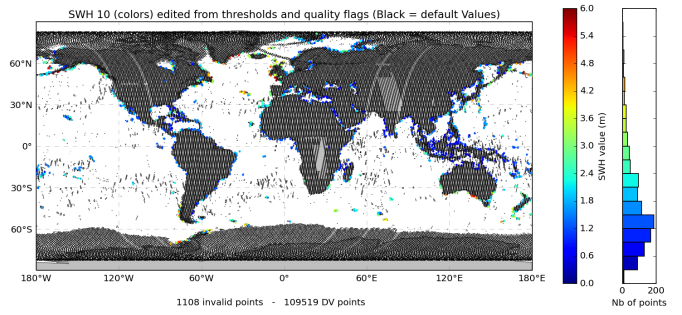 SWH 10 (colors) edited from thresholds and quality flags (Black = default Values)
60°N
30°N
0°
30°S
60°S
180°W 120°W 60°W 0° 60°E 120°E 180°E
1108 invalid points - 109519 DV points
6.0
5.4
4.8
4.2
3.6
3.0
2.4
1.8
1.2
0.6
0.0
SWH value (m)
0 200
Nb of points